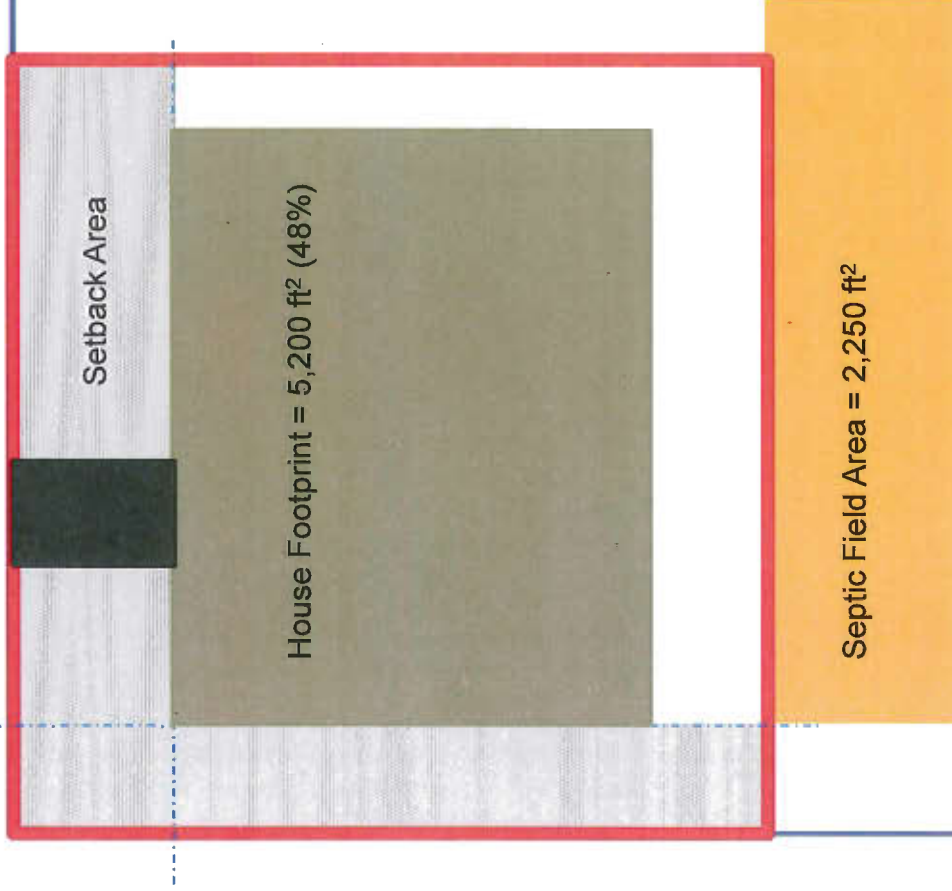 Setback Area
House Footprint = 5,200 ft² (48%)
Septic Field Area = 2,250 ft²